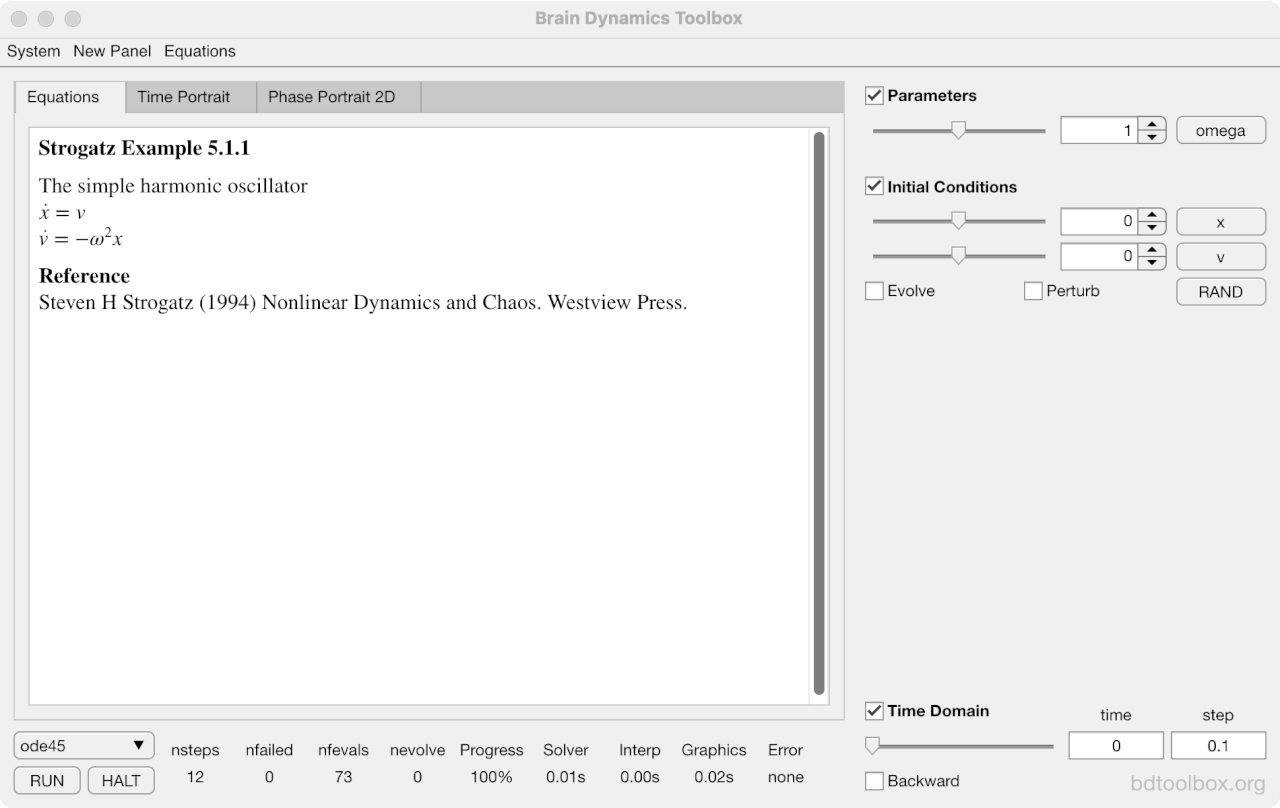 Brain Dynamics Toolbox
System New Panel Equations
Equations Time Portrait Phase Portrait 2D
Strogatz Example 5.1.1
The simple harmonic oscillator
ẋ = v
v̇ = −ω²x
Reference
Steven H Strogatz (1994) Nonlinear Dynamics and Chaos. Westview Press.
Parameters
1 omega
Initial Conditions
0 x
0 v
Evolve Perturb RAND
Time Domain time step
0 0.1
Backward
ode45 nsteps nfailed nfevals nevolve Progress Solver Interp Graphics Error
RUN HALT 12 0 73 0 100% 0.01s 0.00s 0.02s none
bdtoolbox.org